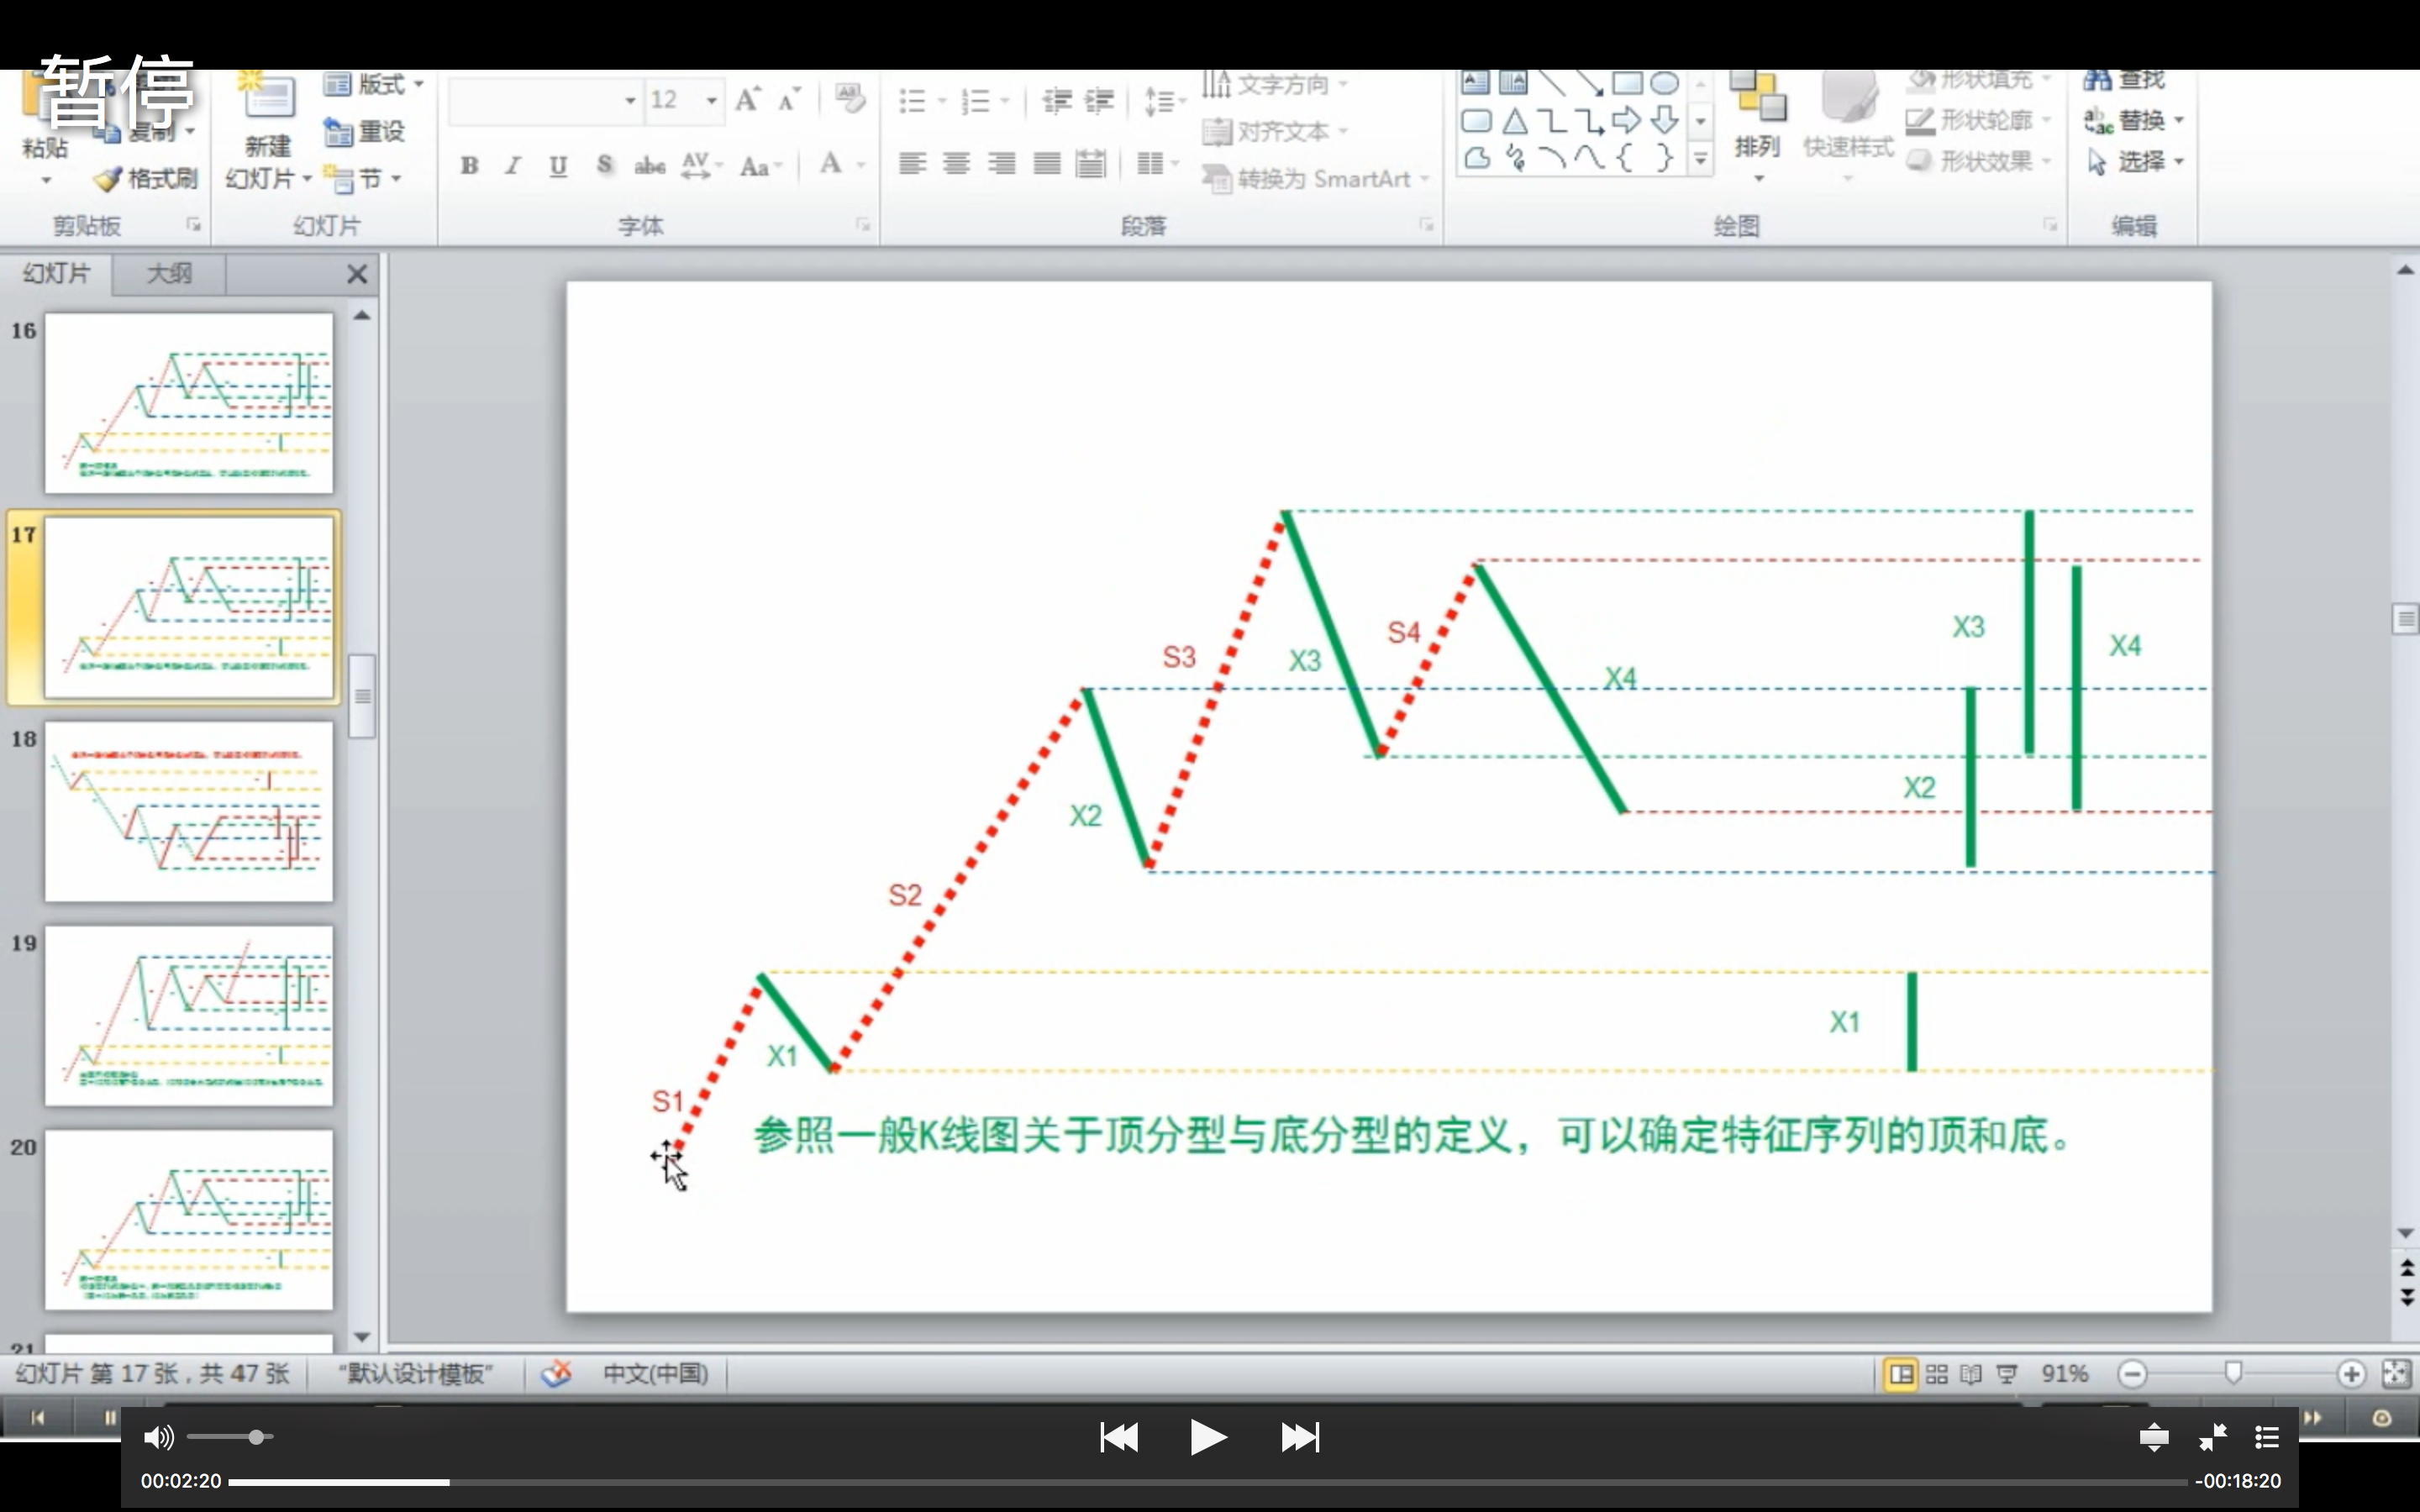 暂停
粘贴
复制
格式刷
剪贴板
新建
幻灯片
版式
重设
节
幻灯片
12
B I U S abc AV Aa A
字体
文字方向
对齐文本
转换为 SmartArt
段落
排列
快速样式
形状填充
形状轮廓
形状效果
绘图
查找
替换
选择
编辑
幻灯片
大纲
16
17
18
19
20
21
S3
X3
S4
X4
X3
X4
X2
X2
S2
X1
X1
S1
参照一般K线图关于顶分型与底分型的定义，可以确定特征序列的顶和底。
幻灯片 第 17 张，共 47 张
“默认设计模板”
中文(中国)
91%
00:02:20
-00:18:20